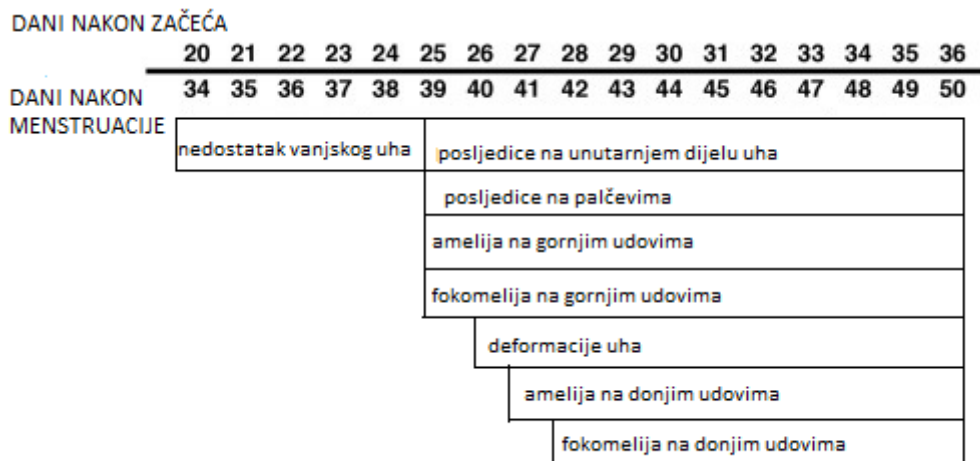 DANI NAKON ZAČEĆA
20 21 22 23 24 25 26 27 28 29 30 31 32 33 34 35 36
DANI NAKON
MENSTRUACIJE
34 35 36 37 38 39 40 41 42 43 44 45 46 47 48 49 50
nedostatak vanjskog uha
posljedice na unutarnjem dijelu uha
posljedice na palčevima
amelija na gornjim udovima
fokomelija na gornjim udovima
deformacije uha
amelija na donjim udovima
fokomelija na donjim udovima